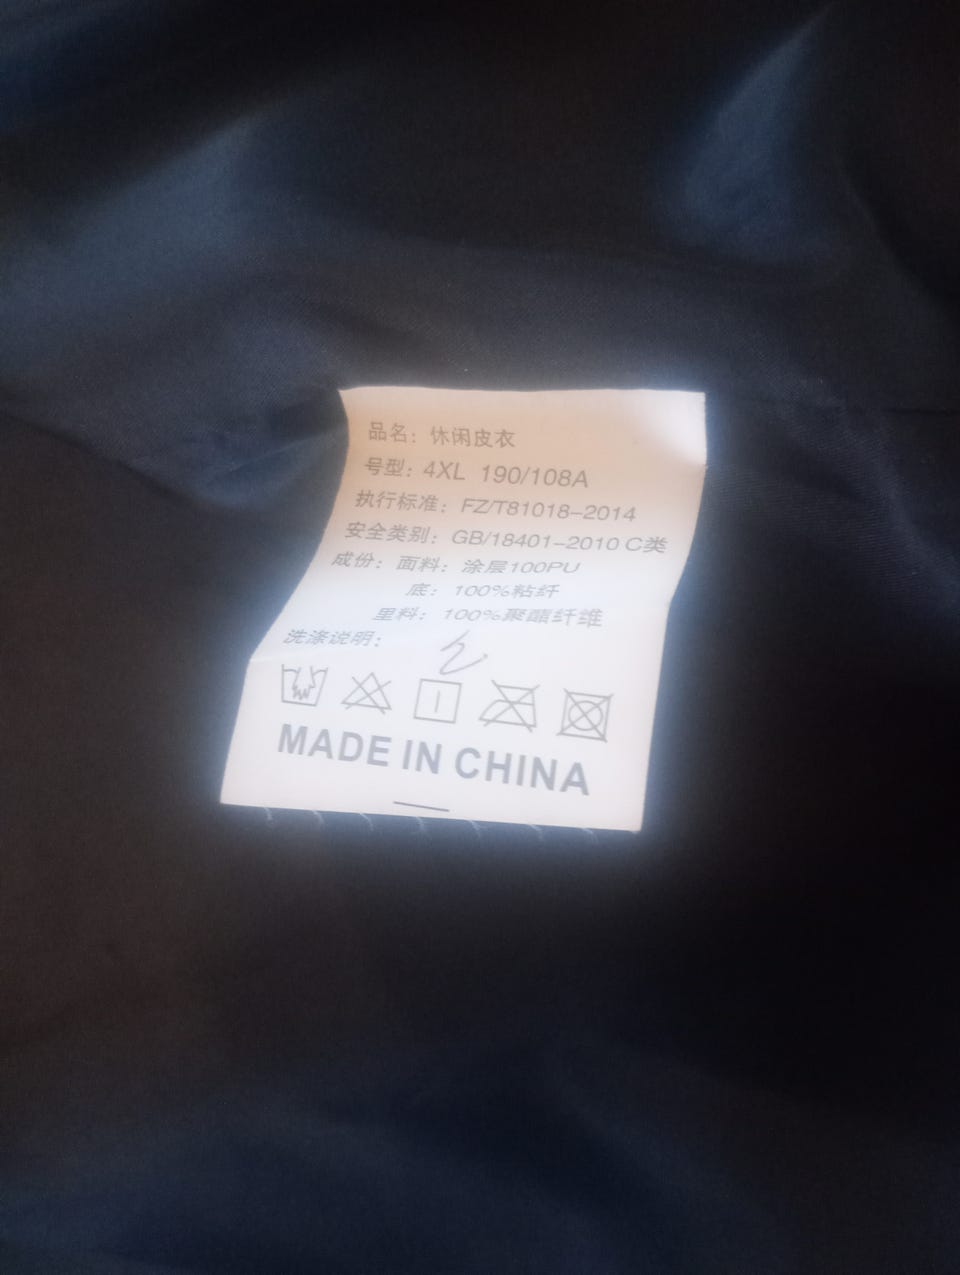 品名：休闲皮衣
号型：4XL 190/108A
执行标准：FZ/T81018-2014
安全类别：GB/18401-2010 C类
成份：面料：涂层100PU
底：100%粘纤
里料：100%聚酯纤维
洗涤说明：
MADE IN CHINA